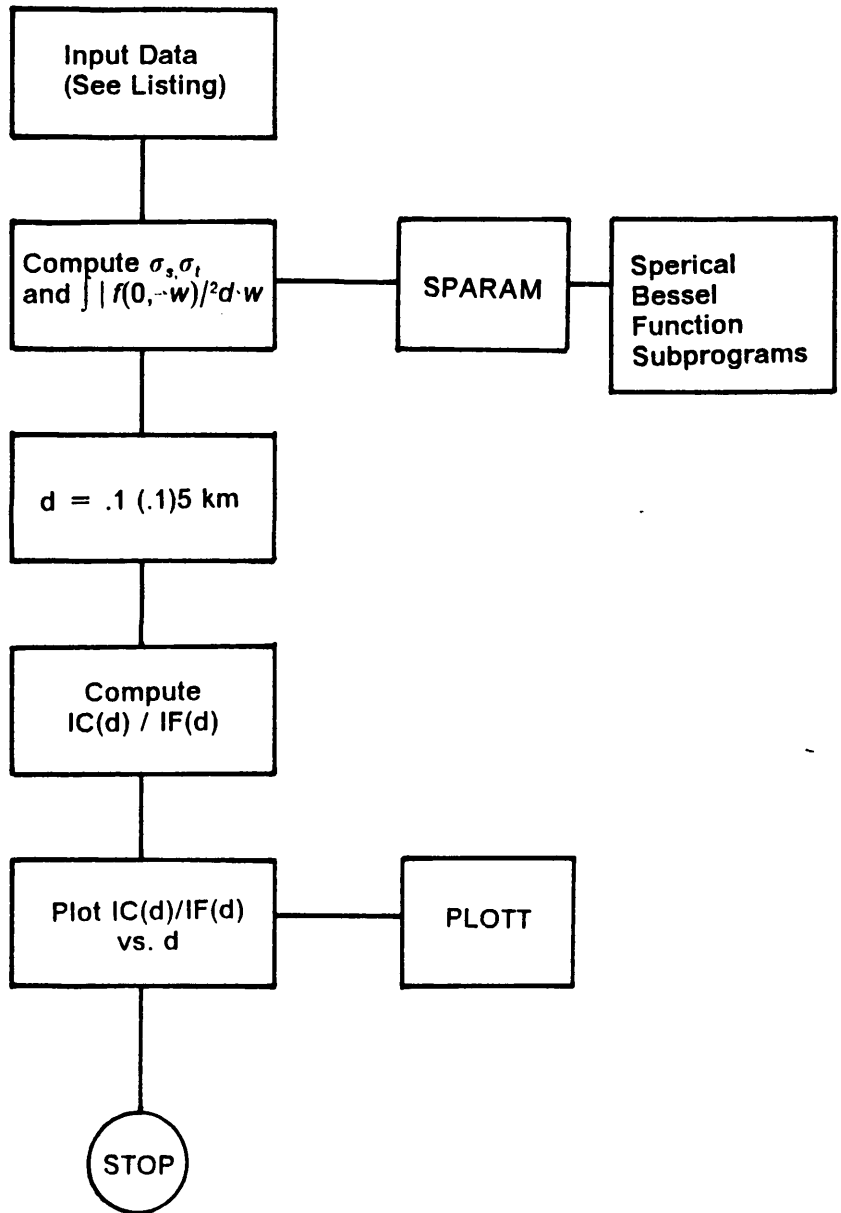 Input Data
(See Listing)
Compute σs,σt
and ∫ | f(0,-w)/²d·w
SPARAM
Sperical
Bessel
Function
Subprograms
d = .1 (.1)5 km
Compute
IC(d) / IF(d)
Plot IC(d)/IF(d)
vs. d
PLOTT
STOP